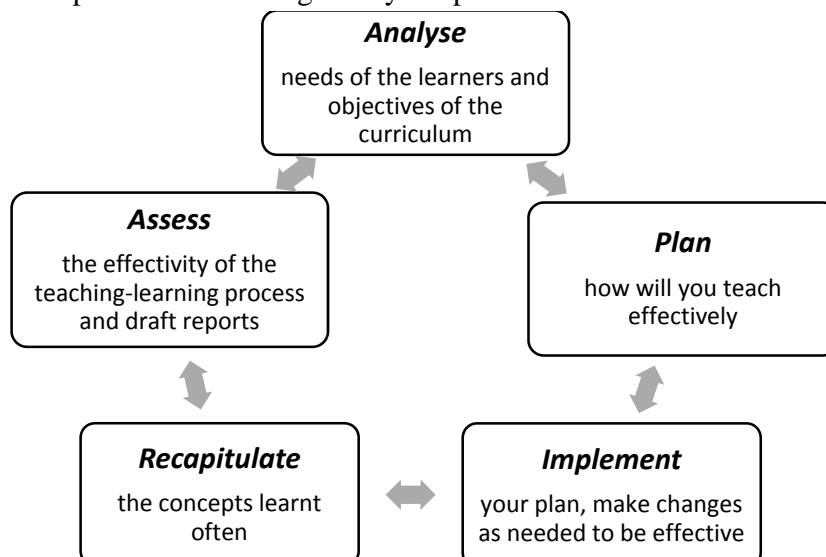 Analyse
needs of the learners and
objectives of the
curriculum
Assess
the effectivity of the
teaching-learning process
and draft reports
Plan
how will you teach
effectively
Recapitulate
the concepts learnt
often
Implement
your plan, make changes
as needed to be effective